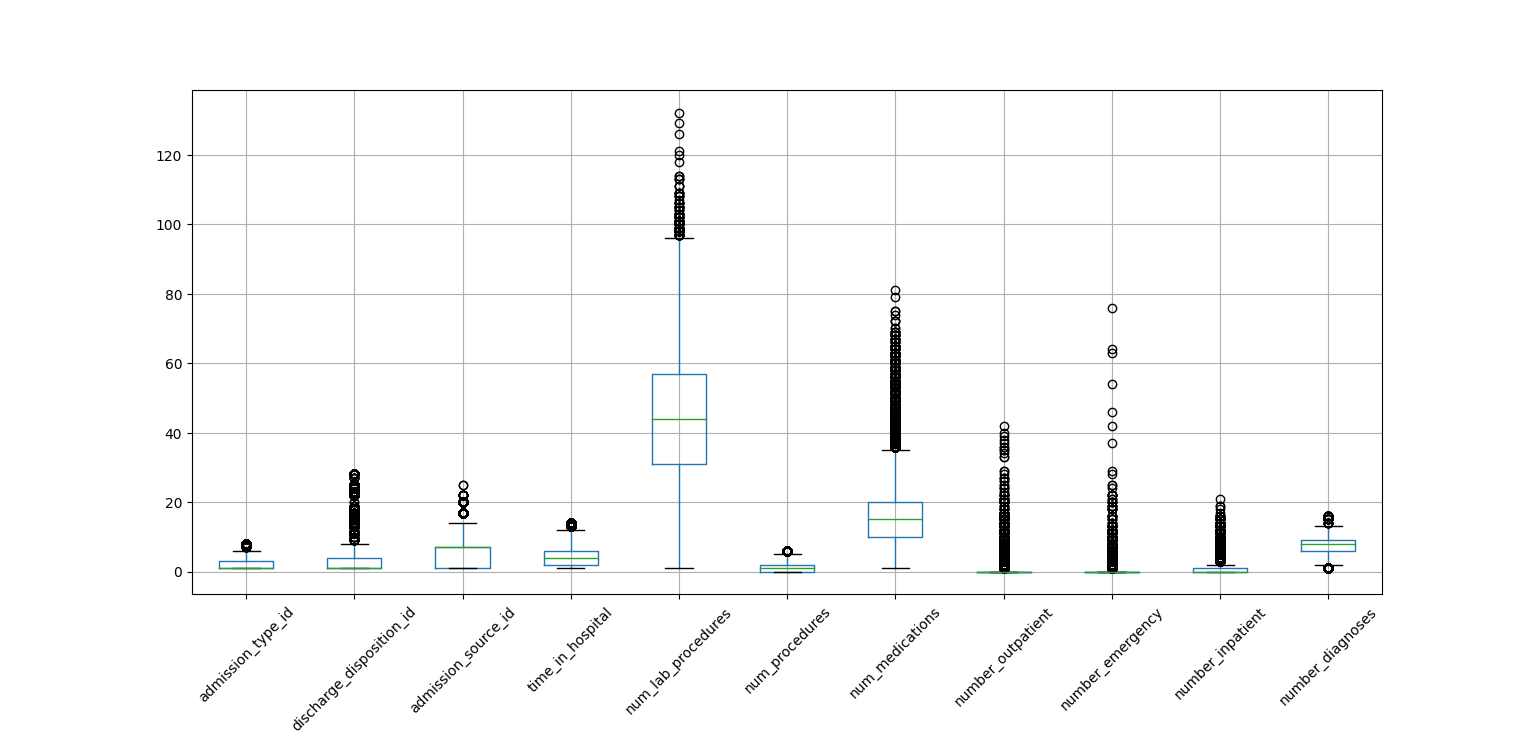 120
100
80
60
40
20
0
admission_type_id
discharge_disposition_id
admission_source_id
time_in_hospital
num_lab_procedures
num_procedures
num_medications
number_outpatient
number_emergency
number_inpatient
number_diagnoses